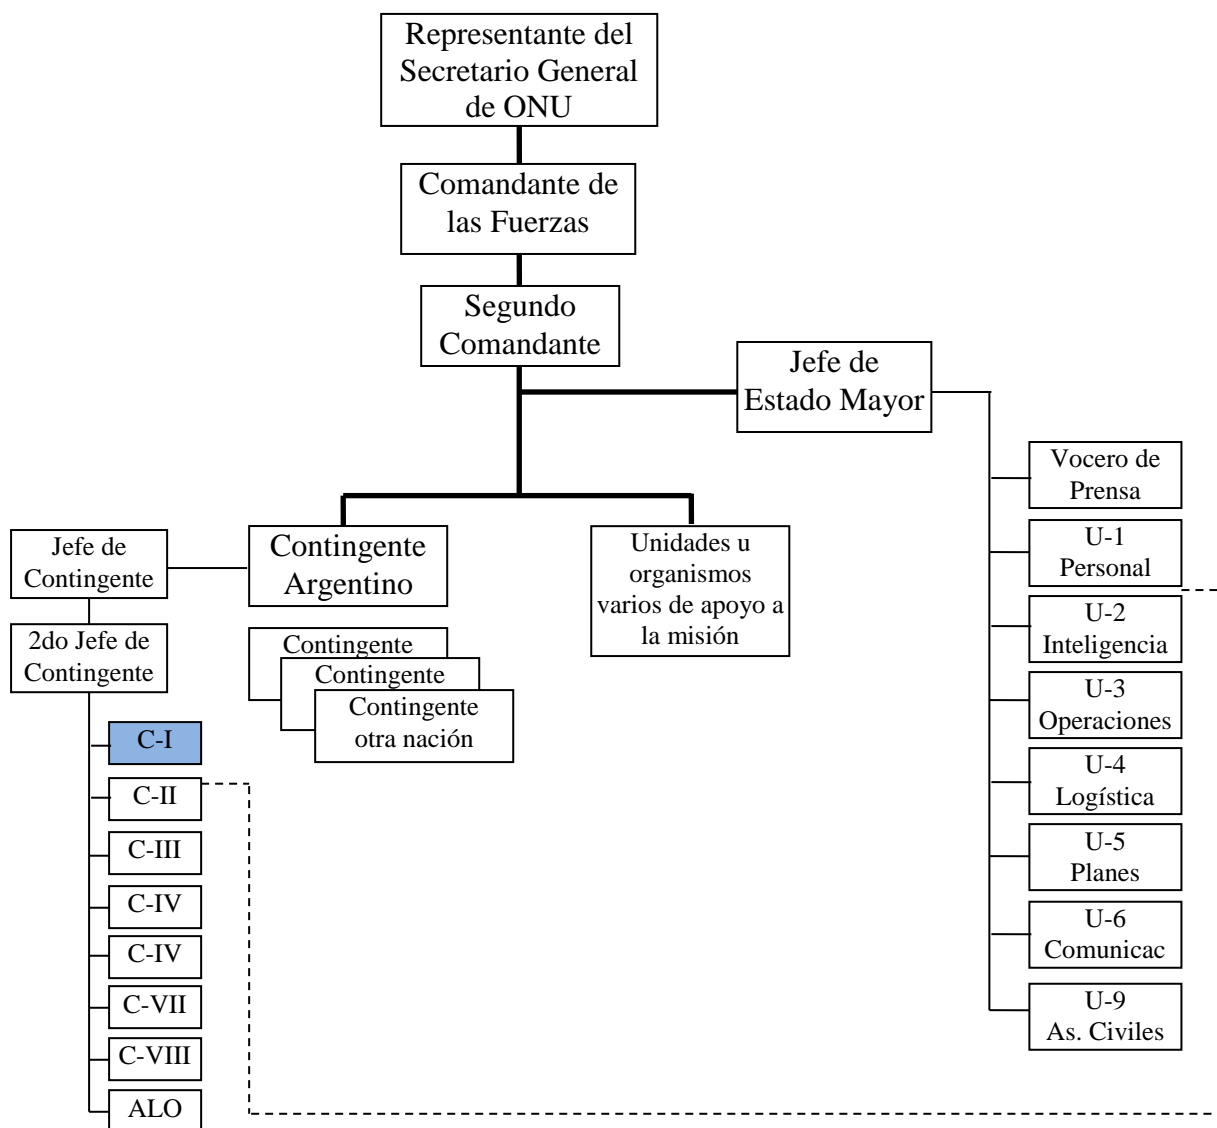 Representante del
Secretario General
de ONU
Comandante de
las Fuerzas
Segundo
Comandante
Jefe de
Estado Mayor
Vocero de
Prensa
U-1
Personal
U-2
Inteligencia
U-3
Operaciones
U-4
Logística
U-5
Planes
U-6
Comunicac
U-9
As. Civiles
Contingente
Argentino
Unidades u
organismos
varios de apoyo a
la misión
Contingente
Contingente
Contingente
otra nación
Jefe de
Contingente
2do Jefe de
Contingente
C-I
C-II
C-III
C-IV
C-IV
C-VII
C-VIII
ALO